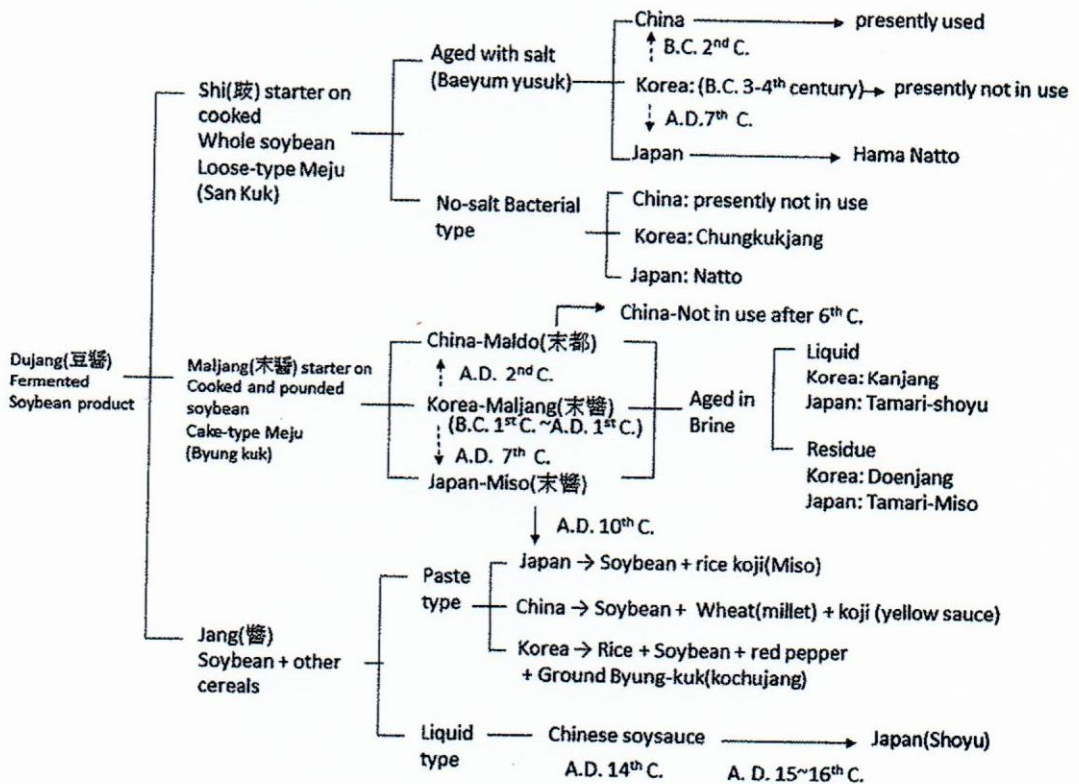 Dujang(豆醬)
Fermented
Soybean product
Shi(豉) starter on
cooked
Whole soybean
Loose-type Meju
(San Kuk)
Aged with salt
(Baeyum yusuk)
China → presently used
B.C. 2nd C.
Korea: (B.C. 3-4th century) → presently not in use
A.D.7th C.
Japan → Hama Natto
No-salt Bacterial
type
China: presently not in use
Korea: Chungkukjang
Japan: Natto
Maljang(末醬) starter on
Cooked and pounded
soybean
Cake-type Meju
(Byung kuk)
China-Not in use after 6th C.
China-Maldo(末都)
A.D. 2nd C.
Korea-Maljang(末醬)
(B.C. 1st C. ~A.D. 1st C.)
A.D. 7th C.
Japan-Miso(末醬)
Aged in
Brine
Liquid
Korea: Kanjang
Japan: Tamari-shoyu
Residue
Korea: Doenjang
Japan: Tamari-Miso
A.D. 10th C.
Jang(醬)
Soybean + other
cereals
Paste
type
Japan → Soybean + rice koji(Miso)
China → Soybean + Wheat(millet) + koji (yellow sauce)
Korea → Rice + Soybean + red pepper
+ Ground Byung-kuk(kochujang)
Liquid
type
Chinese soysauce → Japan(Shoyu)
A.D. 14th C.
A. D. 15~16th C.